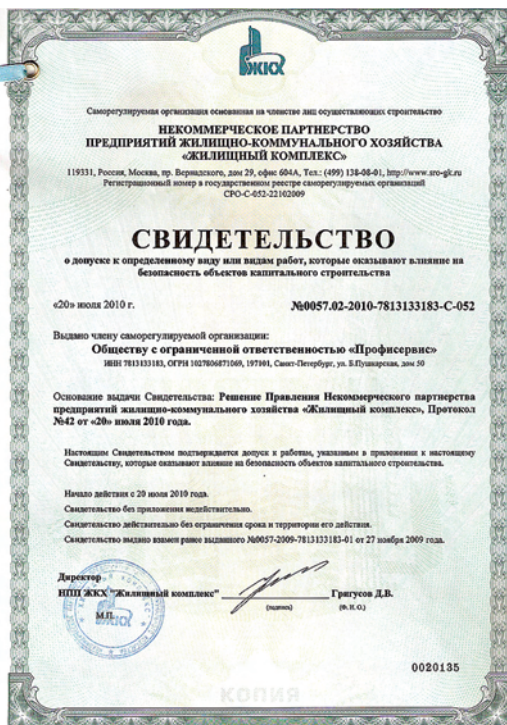 ЖКХ
Саморегулируемая организация основанная на членстве лиц осуществляющих строительство
НЕКОММЕРЧЕСКОЕ ПАРТНЕРСТВО
ПРЕДПРИЯТИЙ ЖИЛИЩНО-КОММУНАЛЬНОГО ХОЗЯЙСТВА
«ЖИЛИЩНЫЙ КОМПЛЕКС»
119331, Россия, Москва, пр. Вернадского, дом 29, офис 604А, Тел.: (499) 138-08-01, http://www.sro-gk.ru
Регистрационный номер в государственном реестре саморегулируемых организаций
СРО-С-052-22102009
СВИДЕТЕЛЬСТВО
о допуске к определенному виду или видам работ, которые оказывают влияние на
безопасность объектов капитального строительства
«20» июля 2010 г. №0057.02-2010-7813133183-С-052
Выдано члену саморегулируемой организации:
Обществу с ограниченной ответственностью «Профисервис»
ИНН 7813133183, ОГРН 1027806871069, 197101, Санкт-Петербург, ул. Б.Пушкарская, дом 50
Основание выдачи Свидетельства: Решение Правления Некоммерческого партнерства
предприятий жилищно-коммунального хозяйства «Жилищный комплекс», Протокол
№42 от «20» июля 2010 года.
Настоящим Свидетельством подтверждается допуск к работам, указанным в приложении к настоящему
Свидетельству, которые оказывают влияние на безопасность объектов капитального строительства.
Начало действия с 20 июля 2010 года.
Свидетельство без приложения недействительно.
Свидетельство действительно без ограничения срока и территории его действия.
Свидетельство выдано взамен ранее выданного №0057-2009-7813133183-01 от 27 ноября 2009 года.
Директор
НПП ЖКХ "Жилищный комплекс" Григусов Д.В.
(подпись) (Ф.И.О.)
М.П.
0020135
КОПИЯ